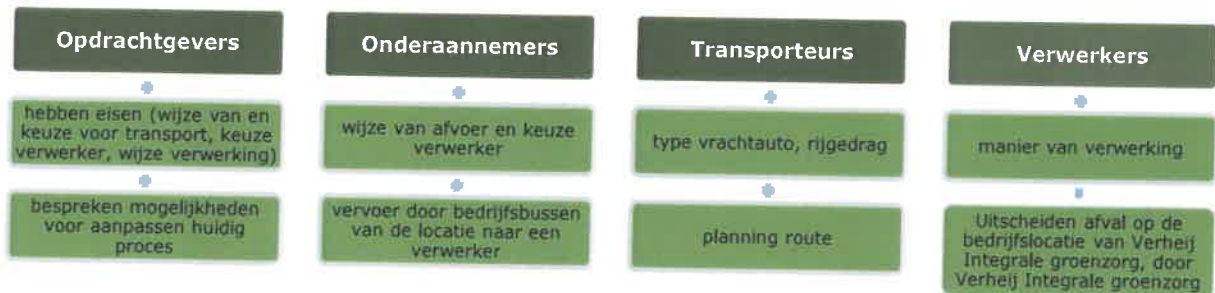 Opdrachtgevers
hebben eisen (wijze van en
keuze voor transport, keuze
verwerker, wijze verwerking)
bespreken mogelijkheden
voor aanpassen huidig
proces
Onderaannemers
wijze van afvoer en keuze
verwerker
vervoer door bedrijfsbussen
van de locatie naar een
verwerker
Transporteurs
type vrachtauto, rijgedrag
planning route
Verwerkers
manier van verwerking
Uitscheiden afval op de
bedrijfslocatie van Verheij
Integrale groenzorg, door
Verheij Integrale groenzorg